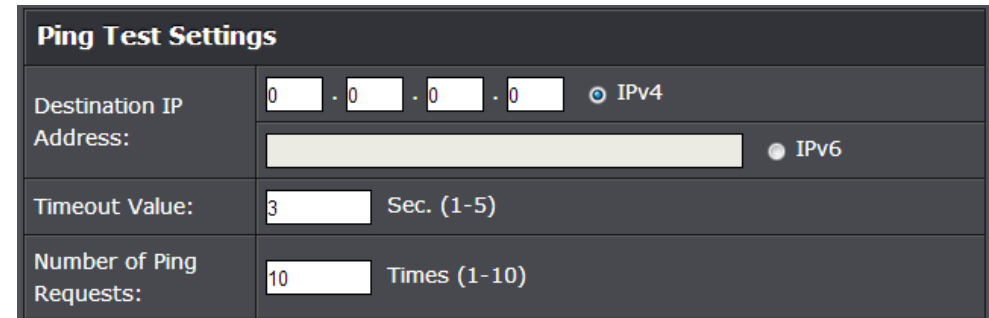 Ping Test Settings
Destination IP
Address:
0 . 0 . 0 . 0 IPv4
IPv6
Timeout Value:
3 Sec. (1-5)
Number of Ping
Requests:
10 Times (1-10)